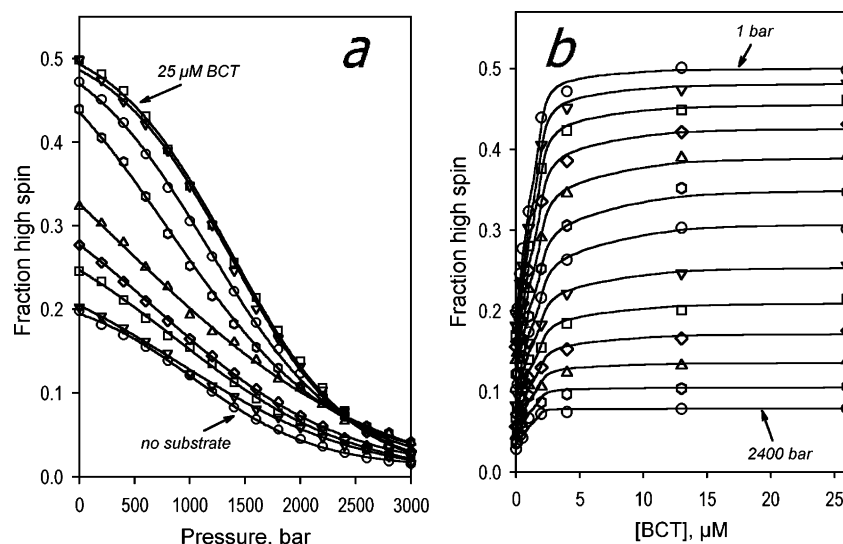 a
b
25 µM BCT
no substrate
Fraction high spin
0.5
0.4
0.3
0.2
0.1
0.0
0 500 1000 1500 2000 2500 3000
Pressure, bar
1 bar
2400 bar
Fraction high spin
0.5
0.4
0.3
0.2
0.1
0.0
0 5 10 15 20 25
[BCT], µM